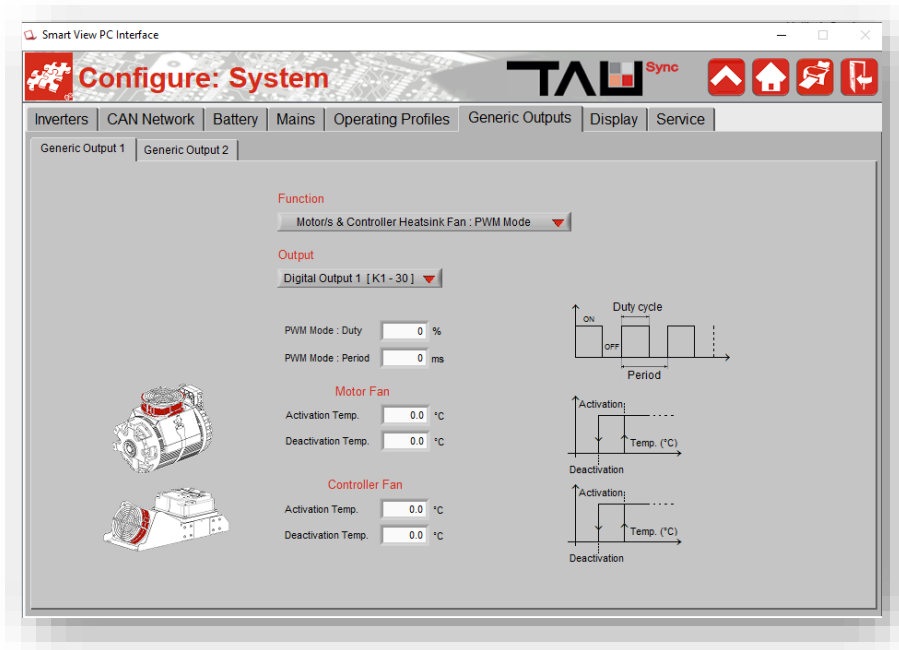 Smart View PC Interface
Configure: System
TAU Sync
Inverters CAN Network Battery Mains Operating Profiles Generic Outputs Display Service
Generic Output 1 Generic Output 2
Function
Motor/s & Controller Heatsink Fan : PWM Mode
Output
Digital Output 1 [ K1 - 30 ]
PWM Mode : Duty 0 %
PWM Mode : Period 0 ms
Duty cycle
ON
OFF
Period
Motor Fan
Activation Temp. 0.0 °C
Deactivation Temp. 0.0 °C
Activation
Temp. (°C)
Deactivation
Controller Fan
Activation Temp. 0.0 °C
Deactivation Temp. 0.0 °C
Activation
Temp. (°C)
Deactivation